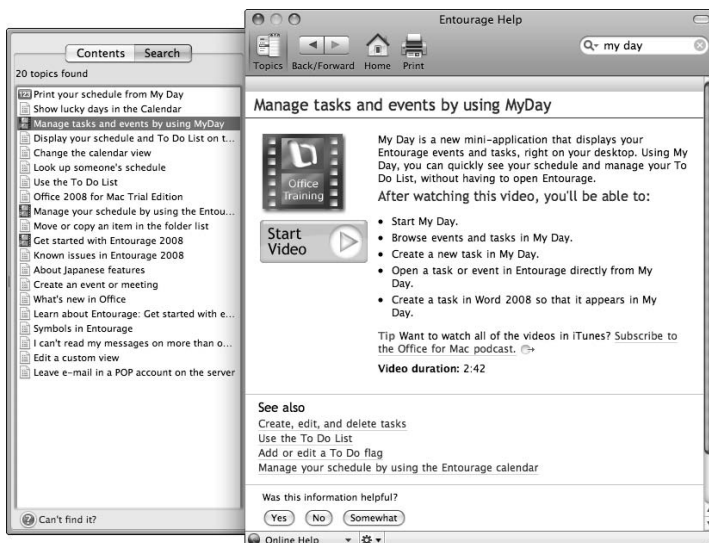 Contents Search
20 topics found
Print your schedule from My Day
Show lucky days in the Calendar
Manage tasks and events by using MyDay
Display your schedule and To Do List on t...
Change the calendar view
Look up someone's schedule
Use the To Do List
Office 2008 for Mac Trial Edition
Manage your schedule by using the Entou...
Move or copy an item in the folder list
Get started with Entourage 2008
Known issues in Entourage 2008
About Japanese features
Create an event or meeting
What's new in Office
Learn about Entourage: Get started with e...
Symbols in Entourage
I can't read my messages on more than o...
Edit a custom view
Leave e-mail in a POP account on the server
Can't find it?
Entourage Help
Topics Back/Forward Home Print
my day
Manage tasks and events by using MyDay
Office
Training
Start
Video
My Day is a new mini-application that displays your
Entourage events and tasks, right on your desktop. Using My
Day, you can quickly see your schedule and manage your To
Do List, without having to open Entourage.
After watching this video, you'll be able to:
• Start My Day.
• Browse events and tasks in My Day.
• Create a new task in My Day.
• Open a task or event in Entourage directly from My
Day.
• Create a task in Word 2008 so that it appears in My
Day.
Tip Want to watch all of the videos in iTunes? Subscribe to
the Office for Mac podcast.
Video duration: 2:42
See also
Create, edit, and delete tasks
Use the To Do List
Add or edit a To Do flag
Manage your schedule by using the Entourage calendar
Was this information helpful?
Yes No Somewhat
Online Help